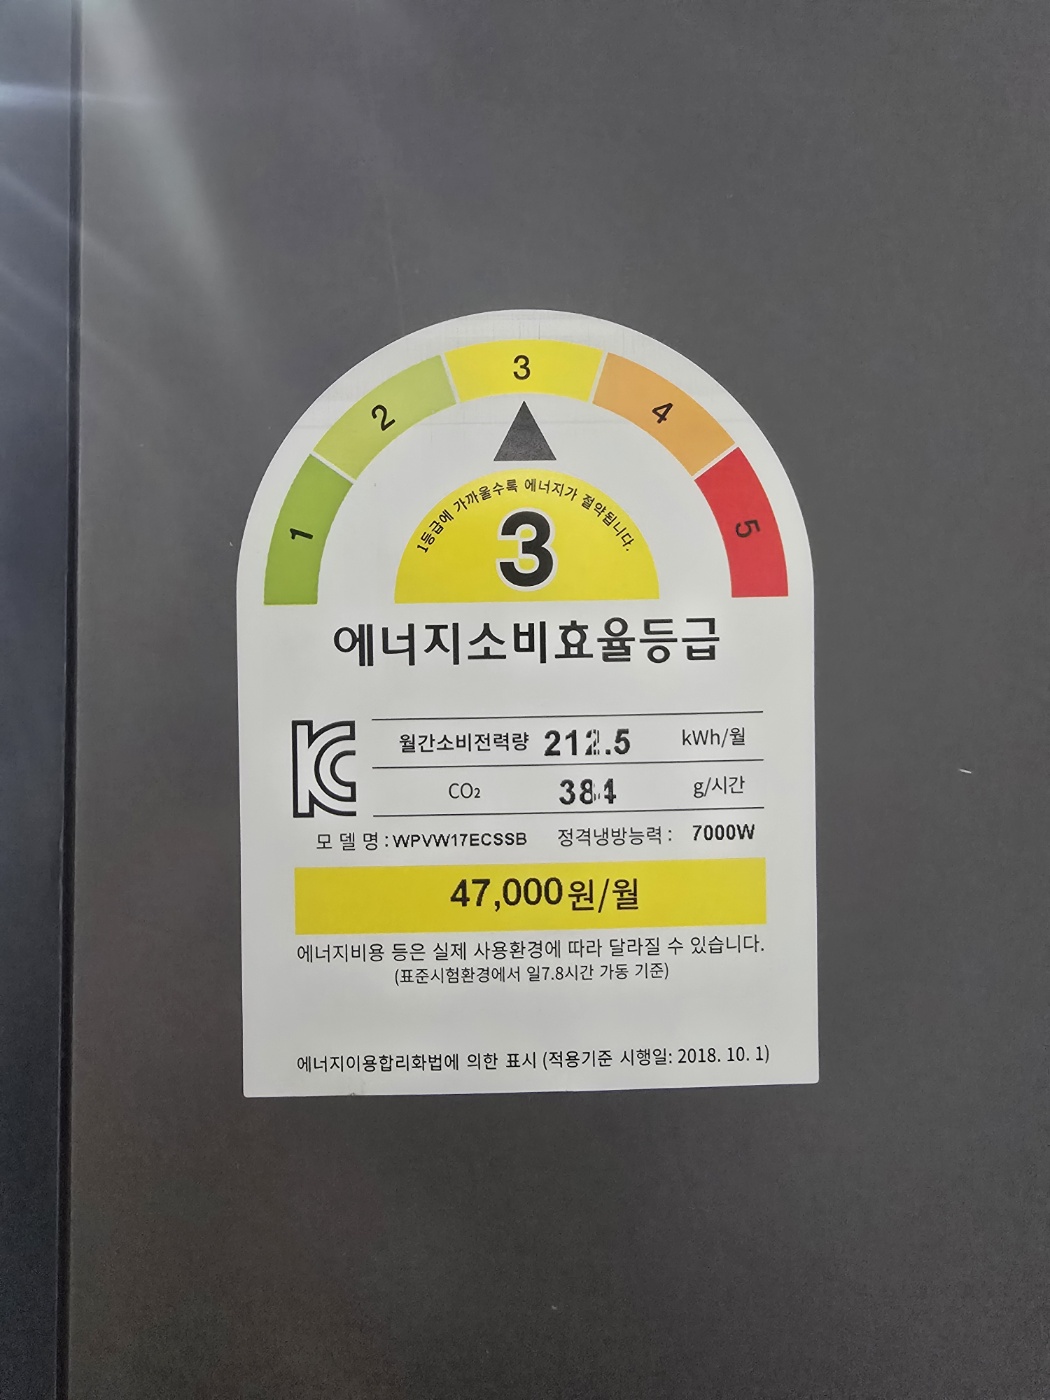 1
2
3
4
5
1등급에 가까울수록 에너지가 절약됩니다.
3
에너지소비효율등급
월간소비전력량 212.5 kWh/월
CO₂ 384 g/시간
모 델 명 : WPVW17ECSSB 정격냉방능력 : 7000W
47,000원/월
에너지비용 등은 실제 사용환경에 따라 달라질 수 있습니다.
(표준시험환경에서 일7.8시간 가동 기준)
에너지이용합리화법에 의한 표시 (적용기준 시행일: 2018. 10. 1)